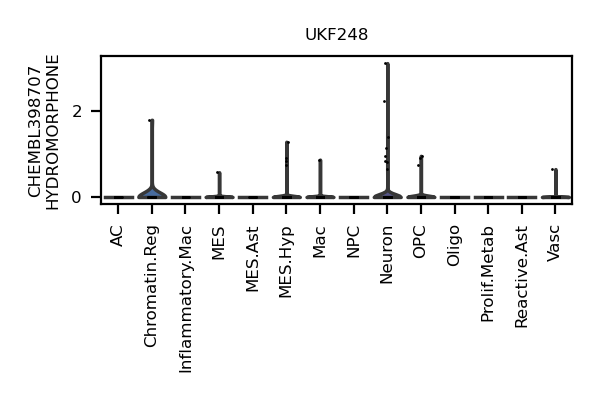 UKF248
CHEMBL398707
HYDROMORPHONE
2
0
AC
Chromatin.Reg
Inflammatory.Mac
MES
MES.Ast
MES.Hyp
Mac
NPC
Neuron
OPC
Oligo
Prolif.Metab
Reactive.Ast
Vasc